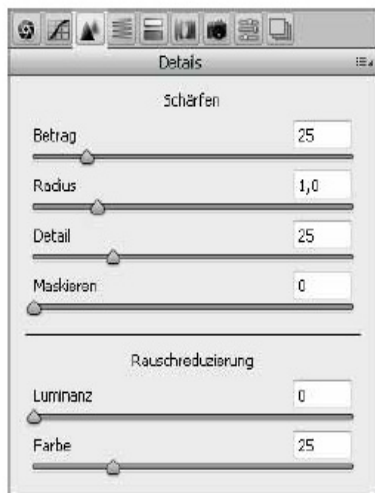 Details
Schärfen
Betrag 25
Radius 1,0
Detail 25
Maskieren 0
Rauschreduzierung
Luminanz 0
Farbe 25